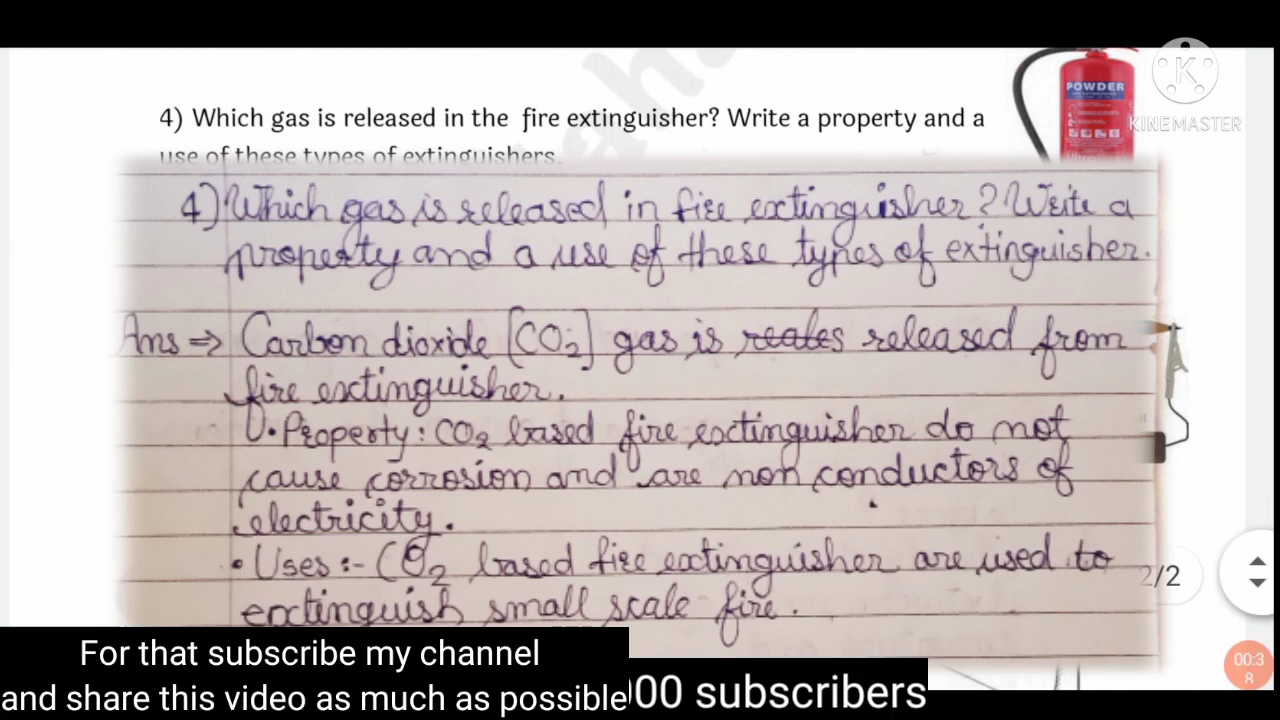 4) Which gas is released in the fire extinguisher? Write a property and a
use of these types of extinguishers.
POWDER
KINEMASTER
4) Which gas is released in fire extinguisher? Write a
property and a use of these types of extinguisher.
Ans ⇒ Carbon dioxide [CO₂] gas is reales released from
fire extinguisher.
• Property : CO₂ based fire extinguisher do not
cause corrosion and are non conductors of
electricity.
• Uses :- CO₂ based fire extinguisher are used to
extinguish small scale fire.
2/2
00:3
8
For that subscribe my channel
and share this video as much as possible
00 subscribers